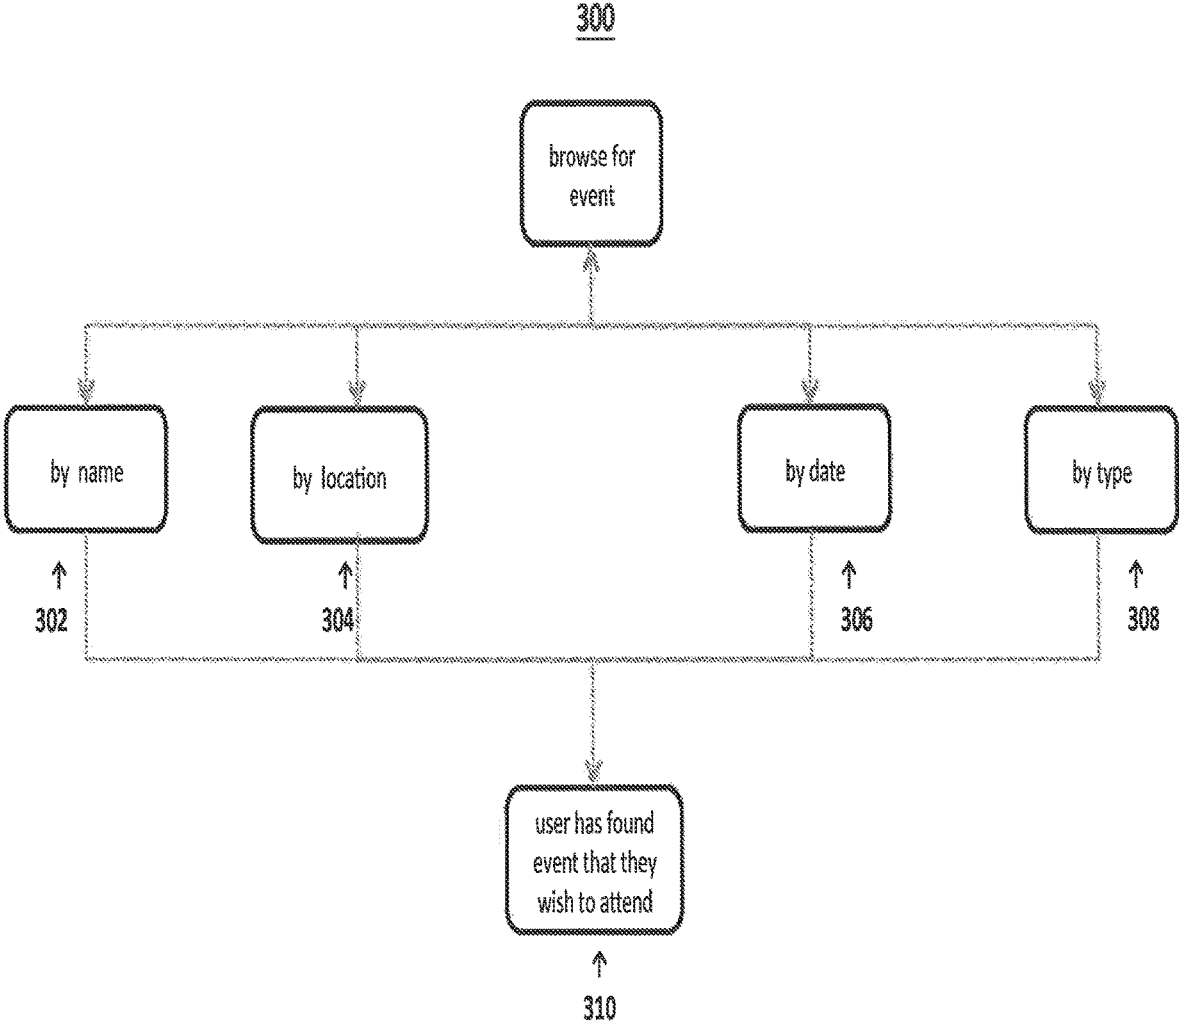 300
browse for
event
by name
by location
by date
by type
302
304
306
308
user has found
event that they
wish to attend
310